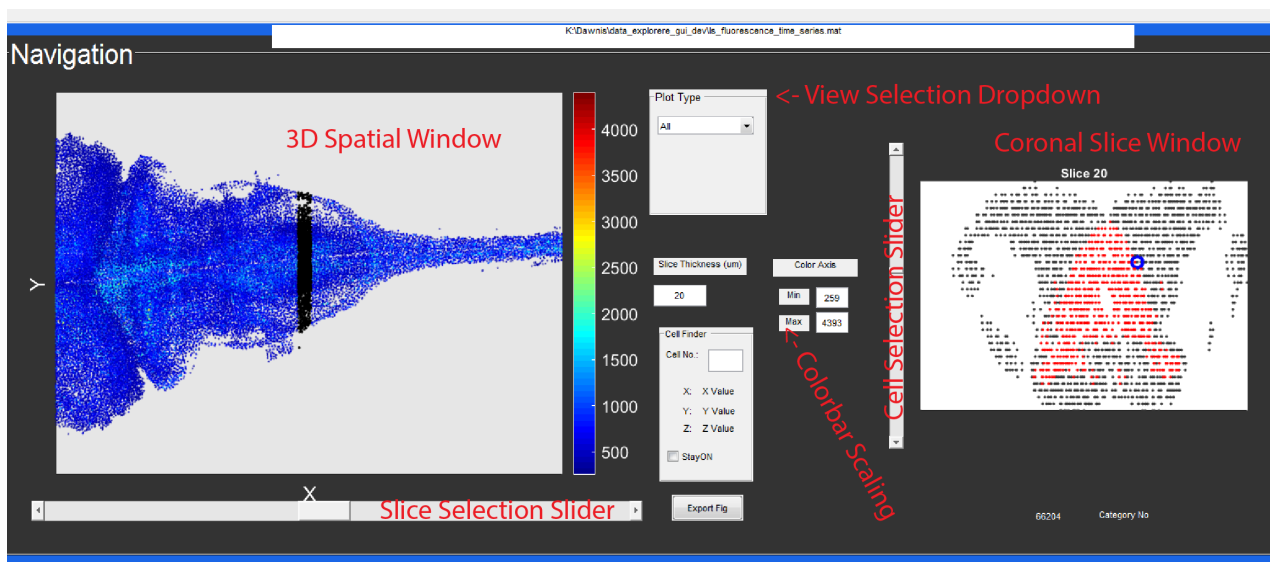 K:\Dawnis\data_explorere_gui_dev\ls_fluorescence_time_series.mat
Navigation
3D Spatial Window
Y
X
4000
3500
3000
2500
2000
1500
1000
500
Slice Selection Slider
Plot Type
All
<- View Selection Dropdown
Slice Thickness (um)
20
Color Axis
Min 259
Max 4393
<- Colorbar Scaling
Cell Finder
Cell No.:
X: X Value
Y: Y Value
Z: Z Value
StayON
Export Fig
Cell Selection Slider
Coronal Slice Window
Slice 20
66204 Category No